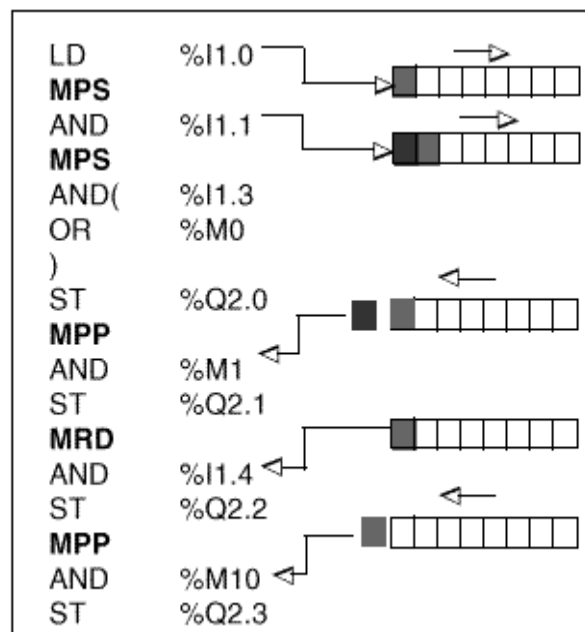 LD %I1.0
MPS
AND %I1.1
MPS
AND( %I1.3
OR %M0
)
ST %Q2.0
MPP
AND %M1
ST %Q2.1
MRD
AND %I1.4
ST %Q2.2
MPP
AND %M10
ST %Q2.3